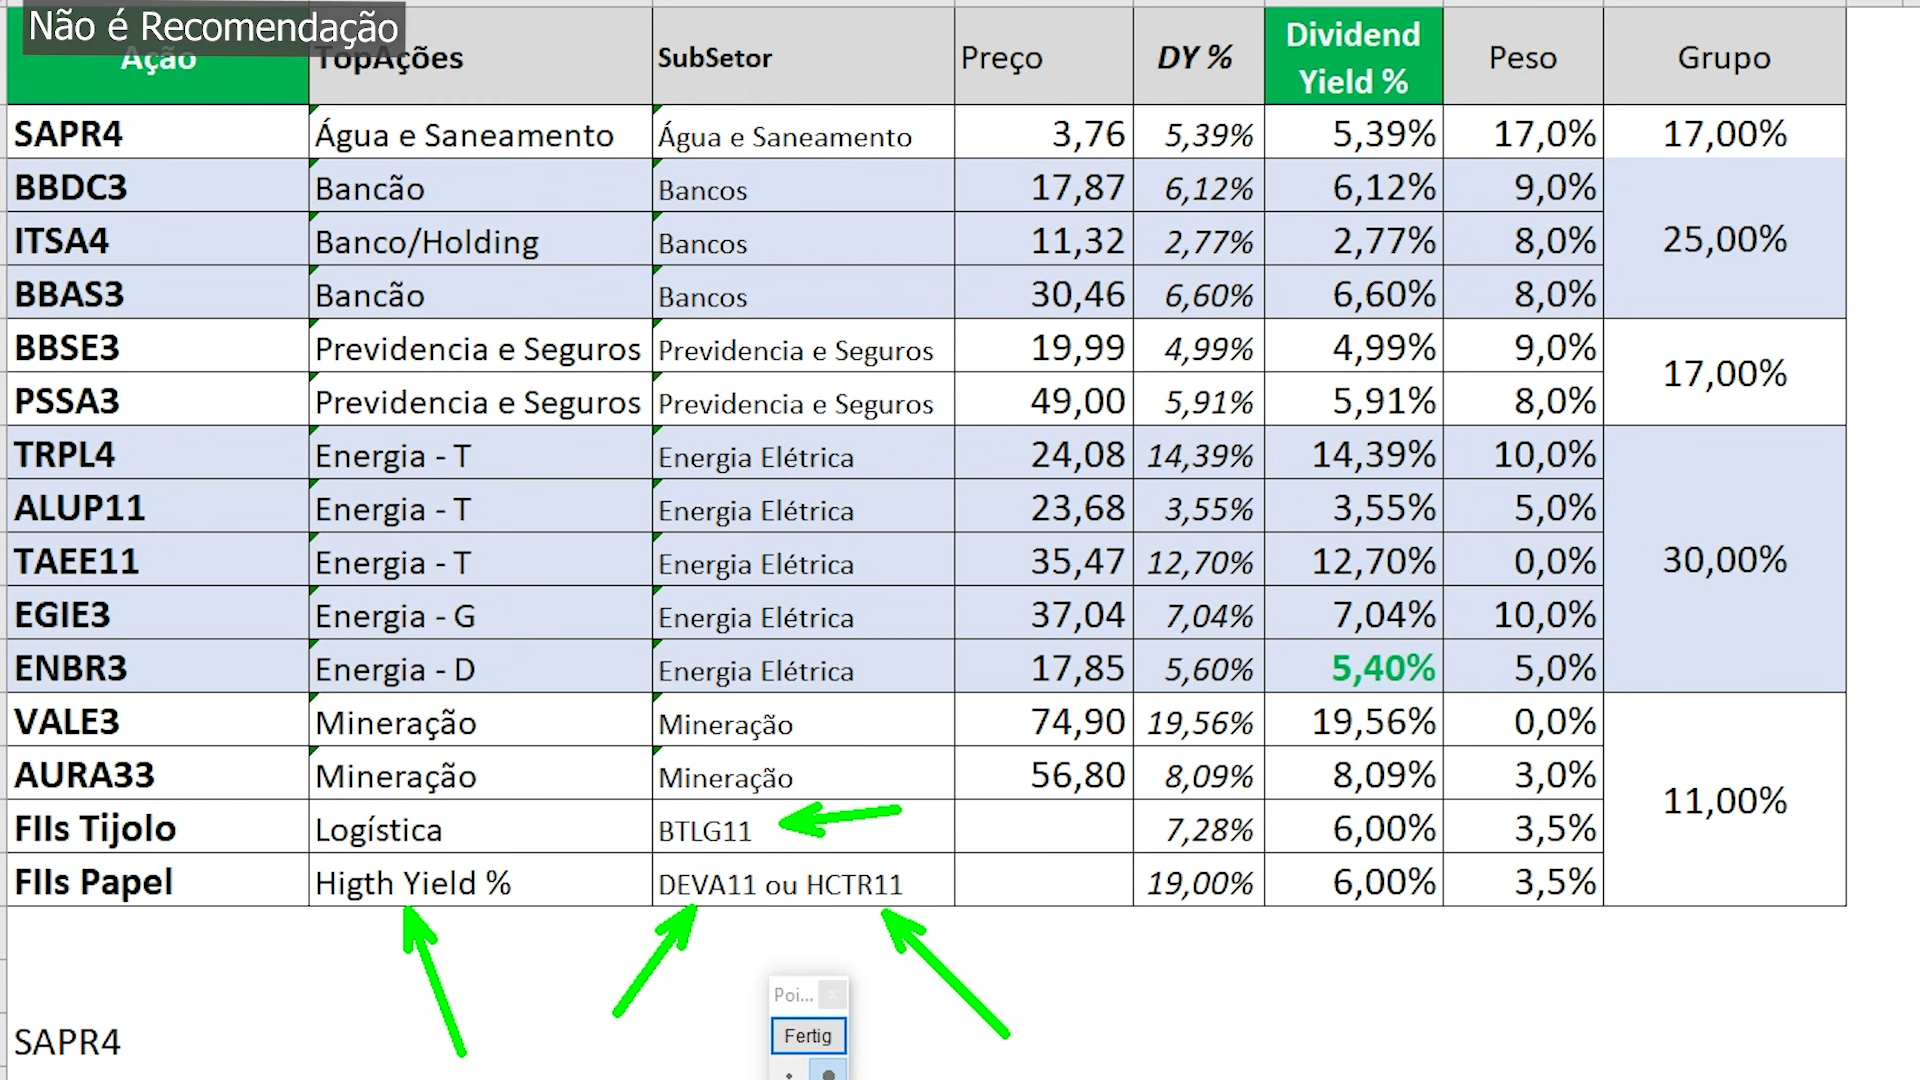 Não é Recomendação
Ação TopAções SubSetor Preço DY % Dividend Yield % Peso Grupo
SAPR4 Água e Saneamento Água e Saneamento 3,76 5,39% 5,39% 17,0% 17,00%
BBDC3 Bancão Bancos 17,87 6,12% 6,12% 9,0%
ITSA4 Banco/Holding Bancos 11,32 2,77% 2,77% 8,0% 25,00%
BBAS3 Bancão Bancos 30,46 6,60% 6,60% 8,0%
BBSE3 Previdencia e Seguros Previdencia e Seguros 19,99 4,99% 4,99% 9,0% 17,00%
PSSA3 Previdencia e Seguros Previdencia e Seguros 49,00 5,91% 5,91% 8,0%
TRPL4 Energia - T Energia Elétrica 24,08 14,39% 14,39% 10,0%
ALUP11 Energia - T Energia Elétrica 23,68 3,55% 3,55% 5,0%
TAEE11 Energia - T Energia Elétrica 35,47 12,70% 12,70% 0,0% 30,00%
EGIE3 Energia - G Energia Elétrica 37,04 7,04% 7,04% 10,0%
ENBR3 Energia - D Energia Elétrica 17,85 5,60% 5,40% 5,0%
VALE3 Mineração Mineração 74,90 19,56% 19,56% 0,0%
AURA33 Mineração Mineração 56,80 8,09% 8,09% 3,0% 11,00%
FIIs Tijolo Logística BTLG11 7,28% 6,00% 3,5%
FIIs Papel Higth Yield % DEVA11 ou HCTR11 19,00% 6,00% 3,5%
Poi... x
Fertig
SAPR4